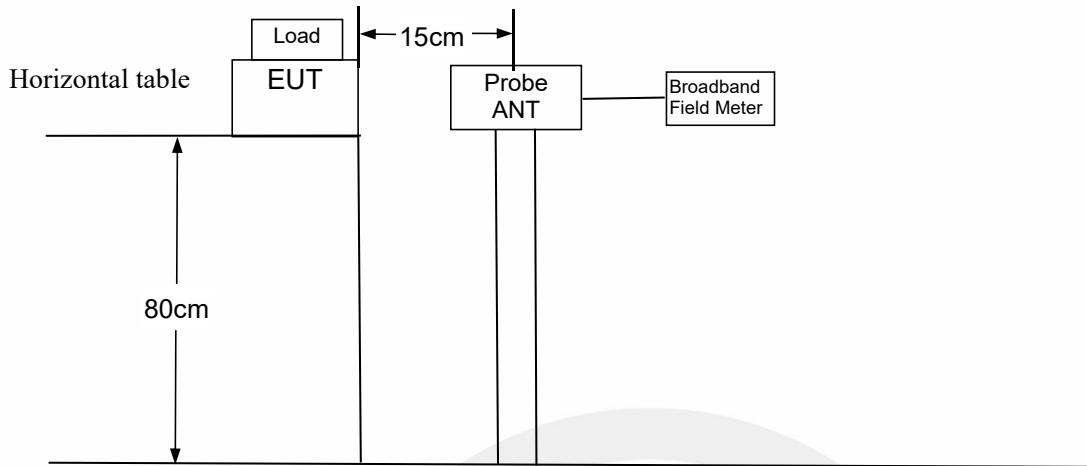 Load
15cm
Horizontal table
EUT
Probe
ANT
Broadband
Field Meter
80cm